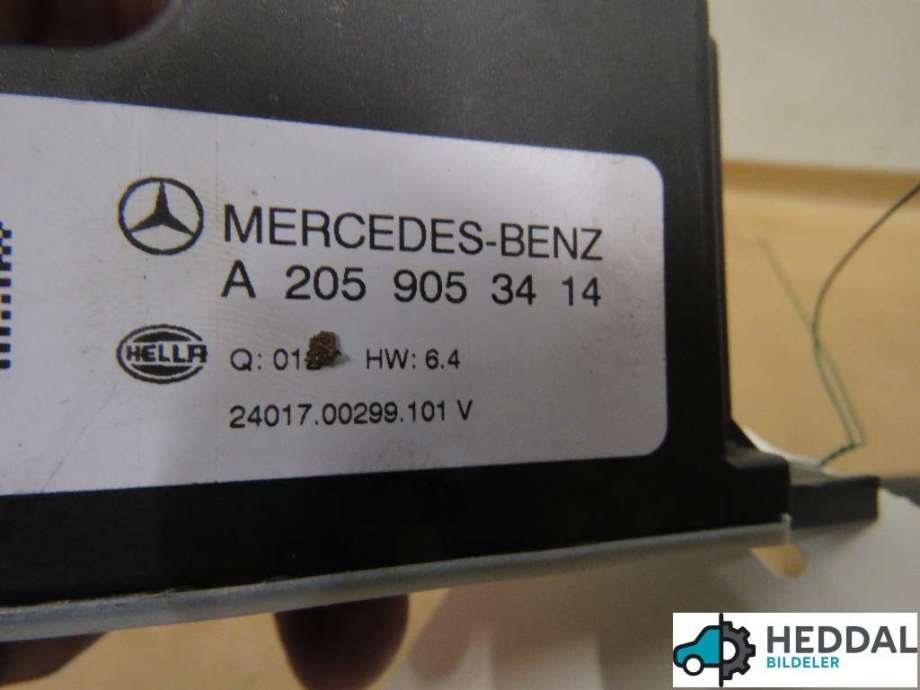 MERCEDES-BENZ
A 205 905 34 14
HELLA
Q: HW: 6.4
24017.00299.101 V
HEDDAL
BILDELER